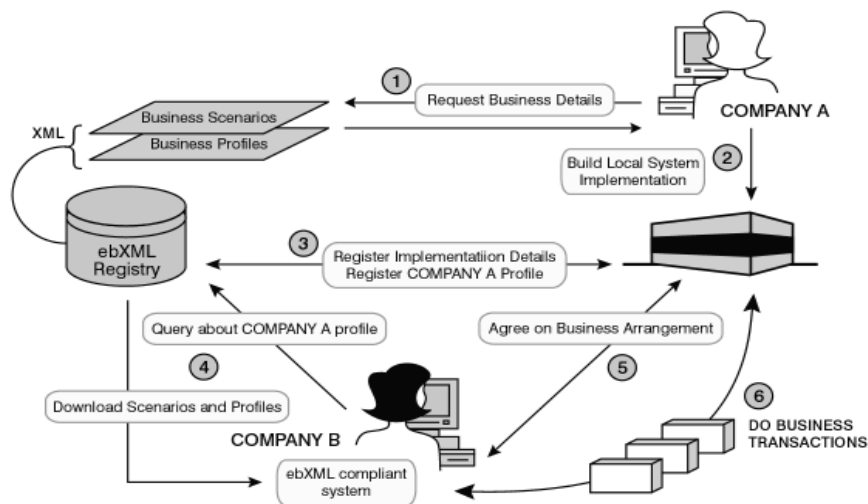 1
Request Business Details
COMPANY A
XML
Business Scenarios
Business Profiles
2
Build Local System
Implementation
ebXML
Registry
3
Register Implementatiion Details
Register COMPANY A Profile
Query about COMPANY A profile
Agree on Business Arrangement
4
5
Download Scenarios and Profiles
6
DO BUSINESS
TRANSACTIONS
COMPANY B
ebXML compliant
system